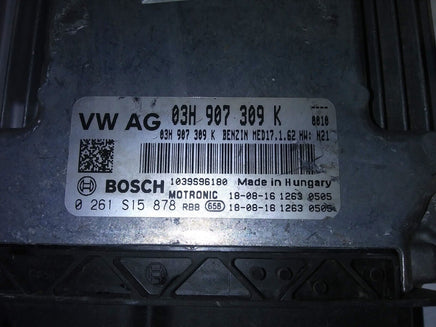 VW AG 03H 907 309 K ----
03H 907 309 K BENZIN MED17.1.62 HW: H21 0010
BOSCH 1039S96180 Made in Hungary
MOTRONIC 18-08-16 1263 0505
0 261 S15 878 RBB 658 18-08-16 1263 0505